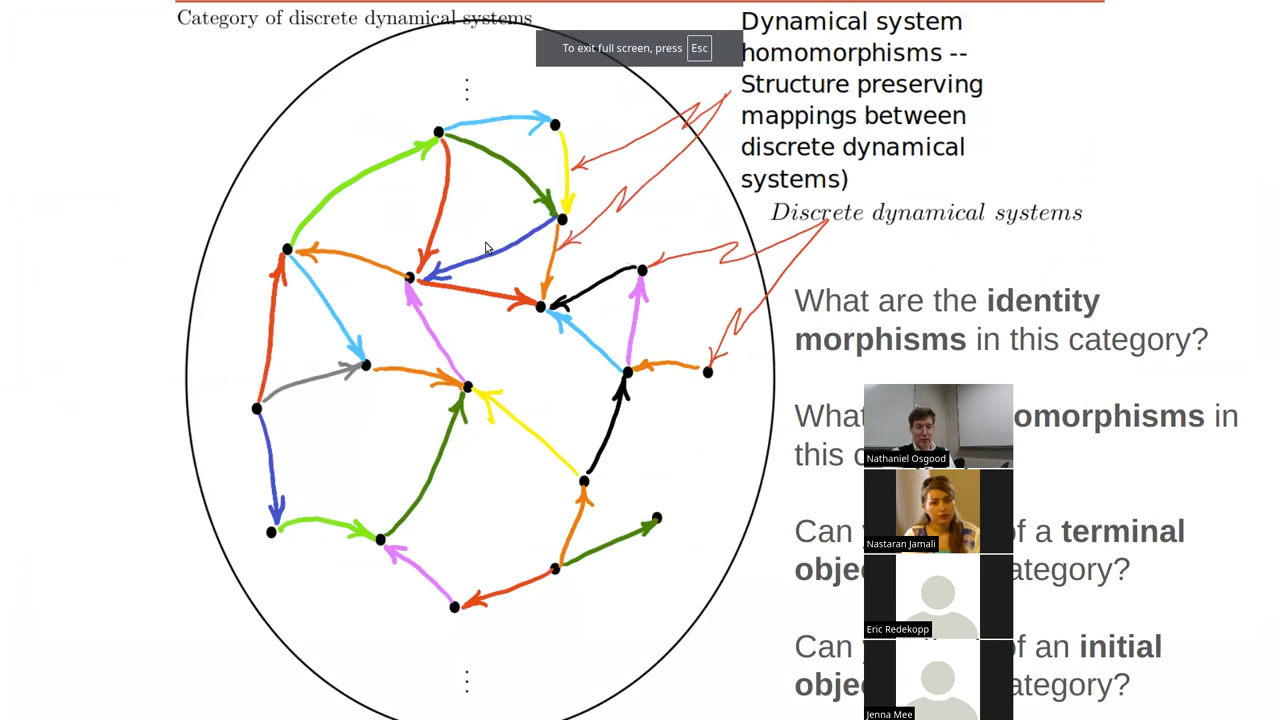 Category of discrete dynamical systems
To exit full screen, press Esc
Dynamical system
homomorphisms --
Structure preserving
mappings between
discrete dynamical
systems)
Discrete dynamical systems
What are the identity
morphisms in this category?
What omorphisms in
this
Can of a terminal
ategory?
Can of an initial
ategory?
Nathaniel Osgood
Nastaran Jamali
Eric Redekopp
Jenna Mee